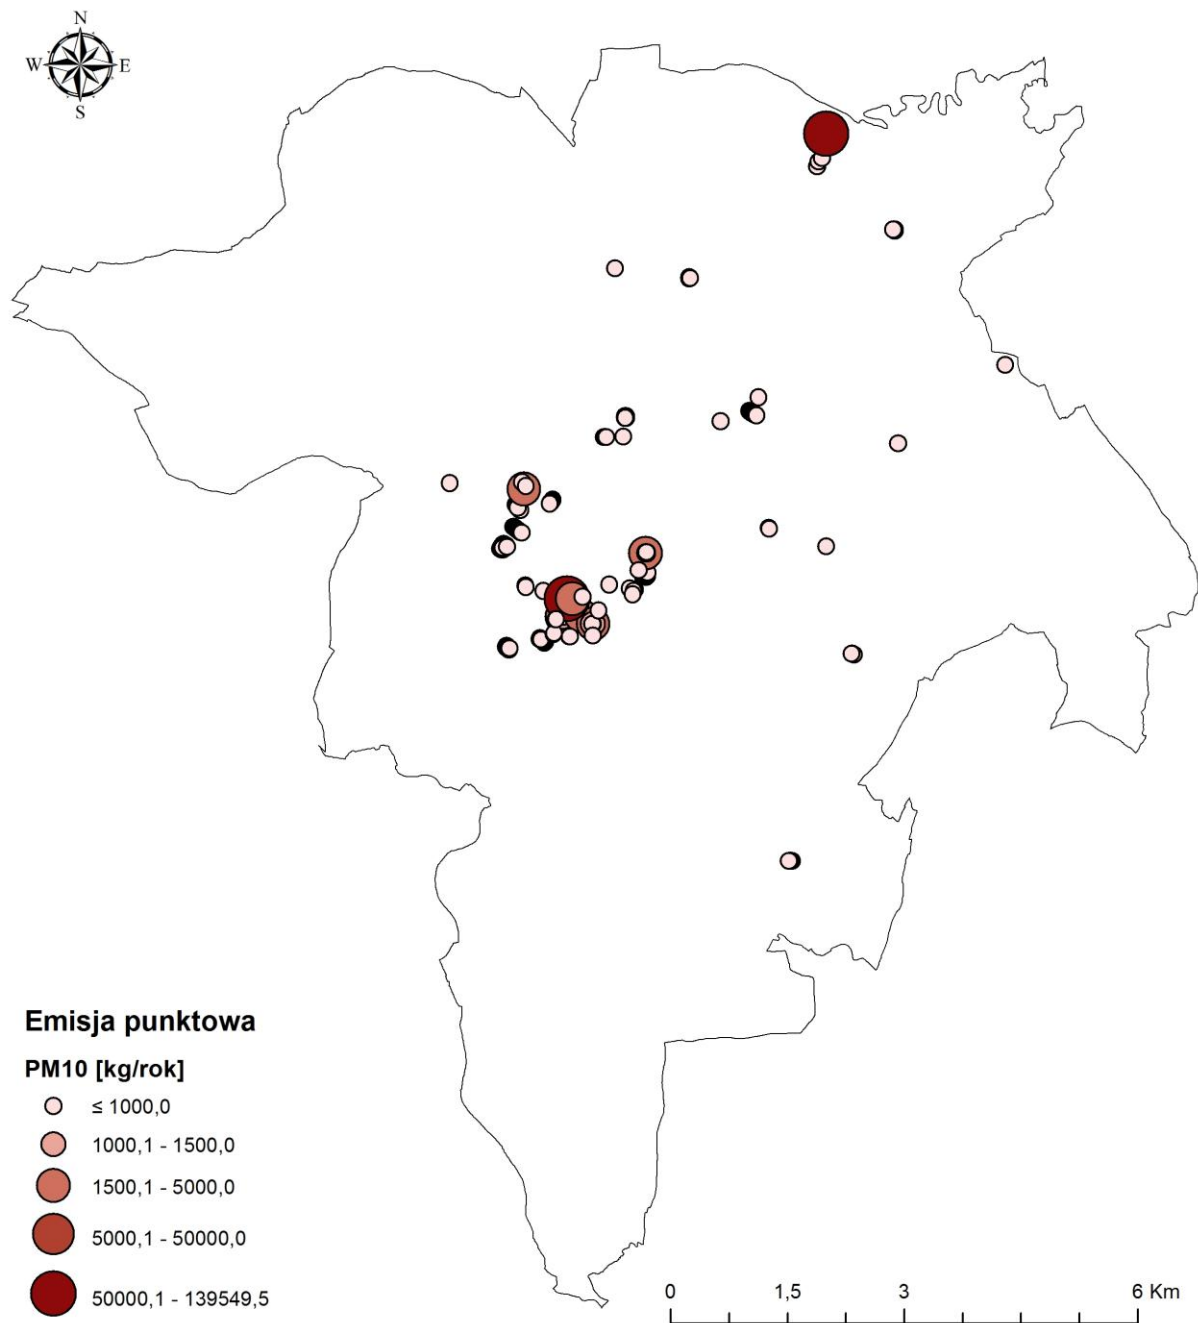 N
W E
S
Emisja punktowa
PM10 [kg/rok]
≤ 1000,0
1000,1 - 1500,0
1500,1 - 5000,0
5000,1 - 50000,0
50000,1 - 139549,5
0 1,5 3 6 Km